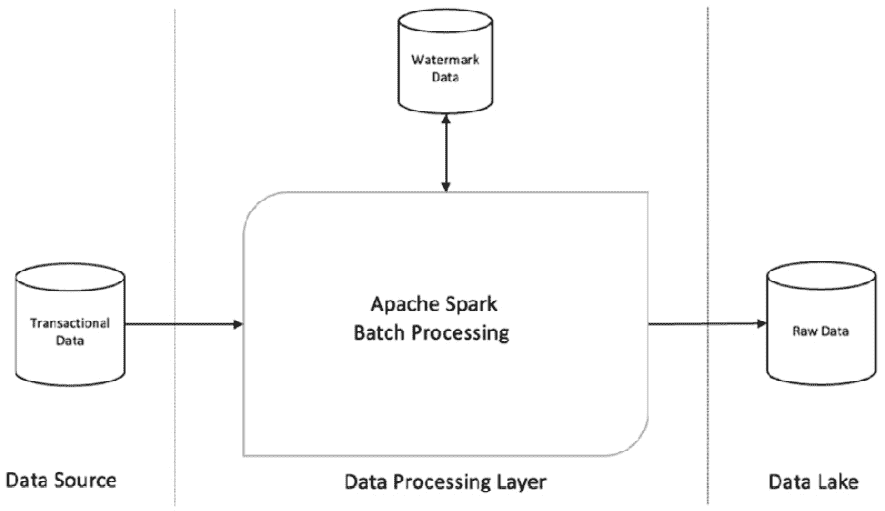 Watermark
Data
Apache Spark
Batch Processing
Transactional
Data
Raw Data
Data Source
Data Processing Layer
Data Lake